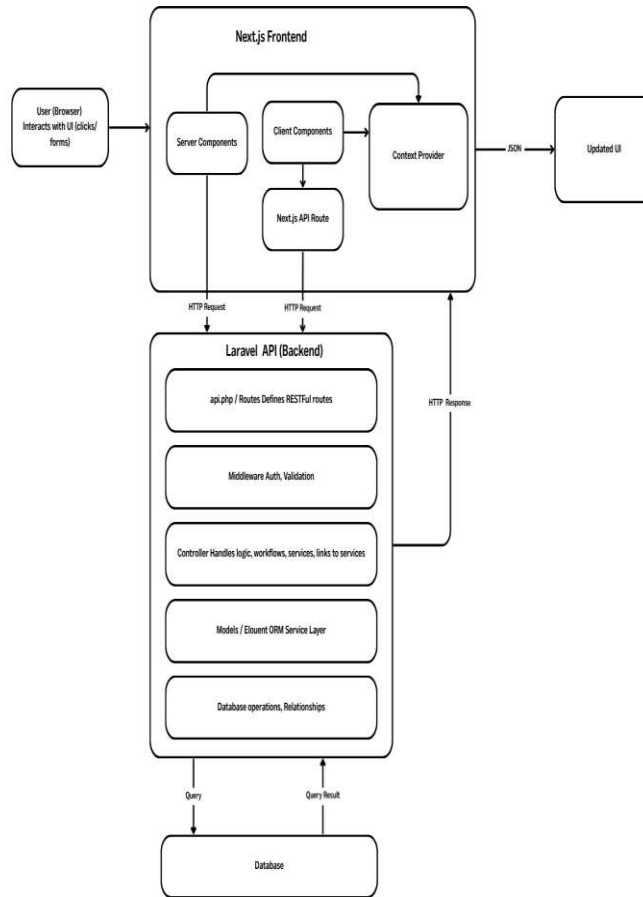 Next.js Frontend
User (Browser)
Interacts with UI (clicks/
forms)
Server Components
Client Components
Context Provider
Next.js API Route
JSON
Updated UI
HTTP Request
HTTP Request
Laravel API (Backend)
api.php / Routes Defines RESTFul routes
Middleware Auth, Validation
Controller Handles logic, workflows, services, links to services
Models / Elouent ORM Service Layer
Database operations, Relationships
HTTP Response
Query
Query Result
Database